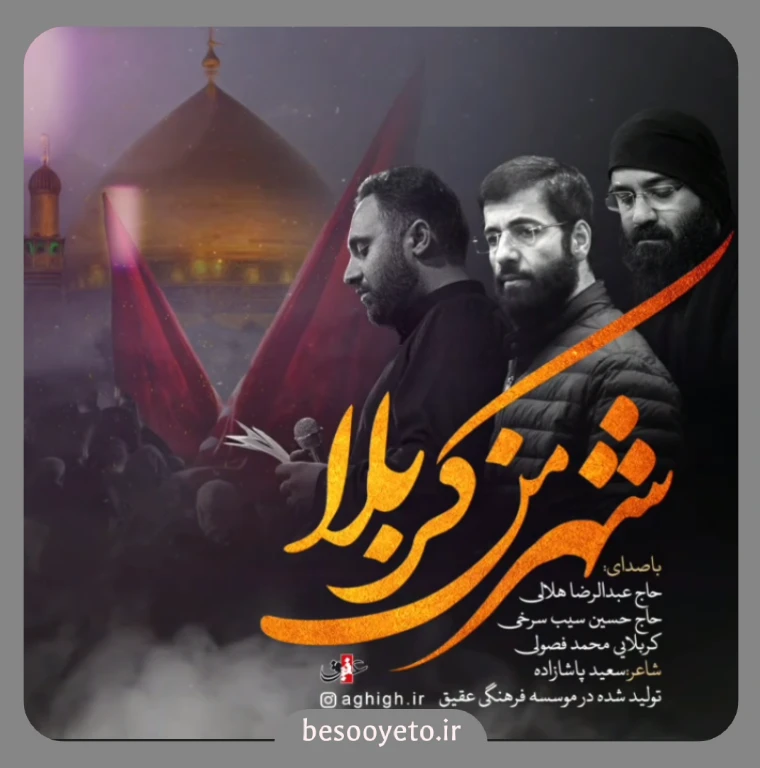 شهر من کربلا
باصدای:
حاج عبدالرضا هلالی
حاج حسین سیب سرخی
کربلایی محمد فصولی
شاعر:سعید پاشازاده
تولید شده در موسسه فرهنگی عقیق
عقیق
aghigh.ir
besooyeto.ir